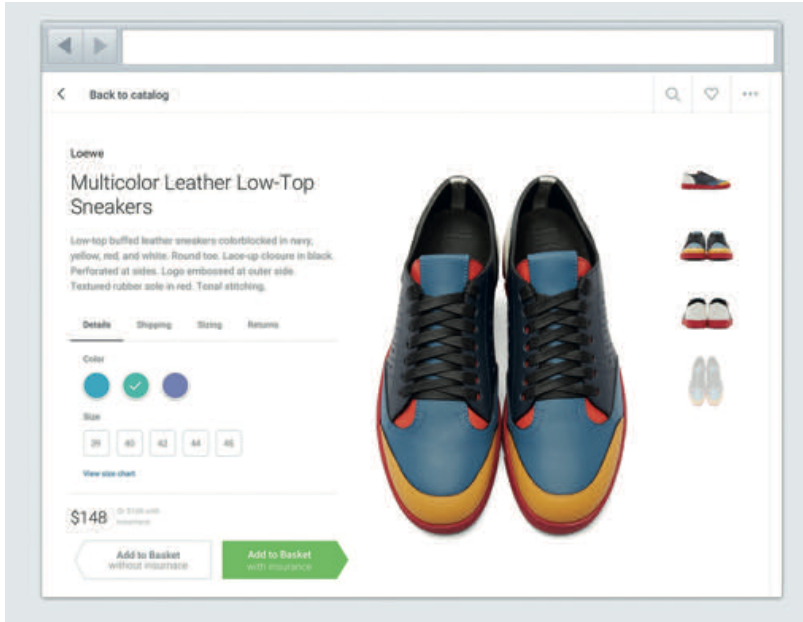 Back to catalog
Loewe
Multicolor Leather Low-Top
Sneakers
Low-top buffed leather sneakers colorblocked in navy,
yellow, red, and white. Round toe. Lace-up closure in black.
Perforated at sides. Logo embossed at outer side.
Textured rubber sole in red. Tonal stitching.
Details Shipping Sizing Returns
Color
Size
39 40 42 44 46
View size chart
$148
Add to Basket
without insurnace
Add to Basket
with insurance